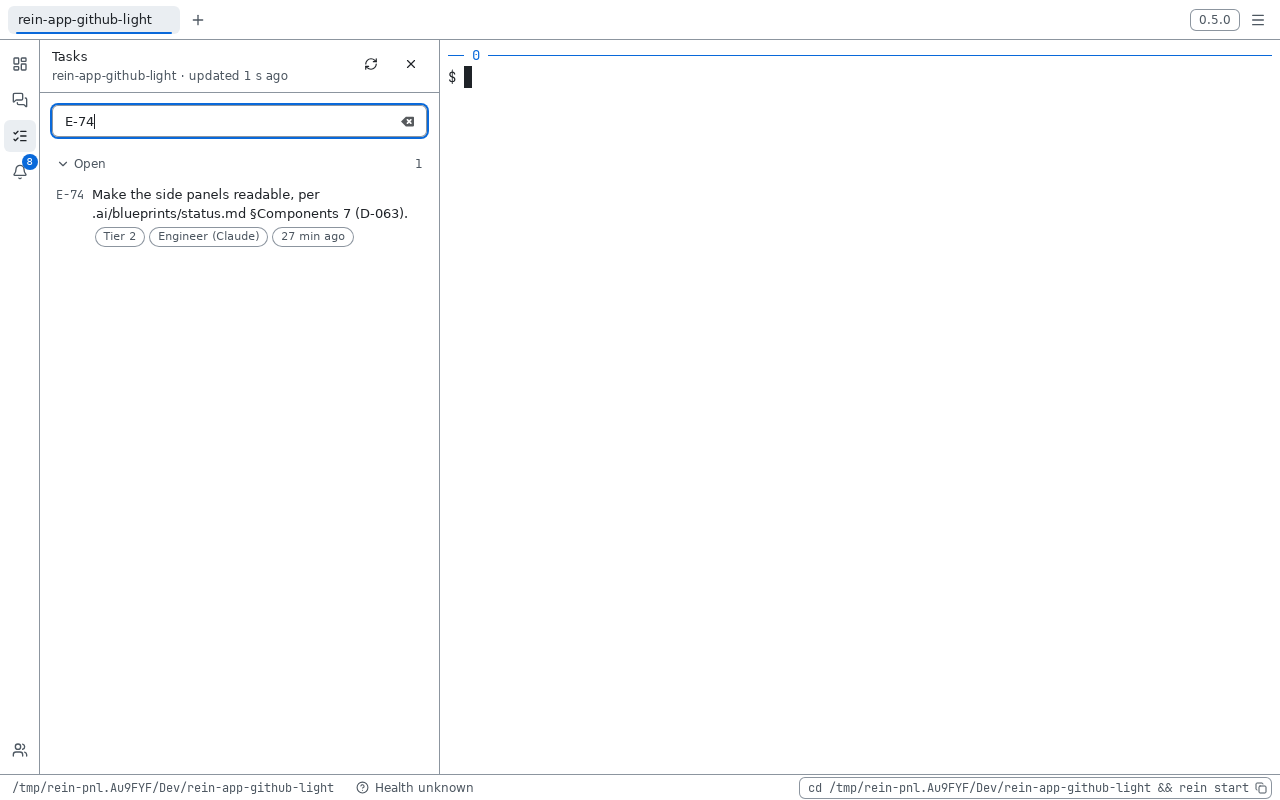 rein-app-github-light
0.5.0
Tasks
rein-app-github-light · updated 1 s ago
E-74
8
Open 1
E-74 Make the side panels readable, per
.ai/blueprints/status.md §Components 7 (D-063).
Tier 2 Engineer (Claude) 27 min ago
0
$
/tmp/rein-pnl.Au9FYF/Dev/rein-app-github-light
Health unknown
cd /tmp/rein-pnl.Au9FYF/Dev/rein-app-github-light && rein start